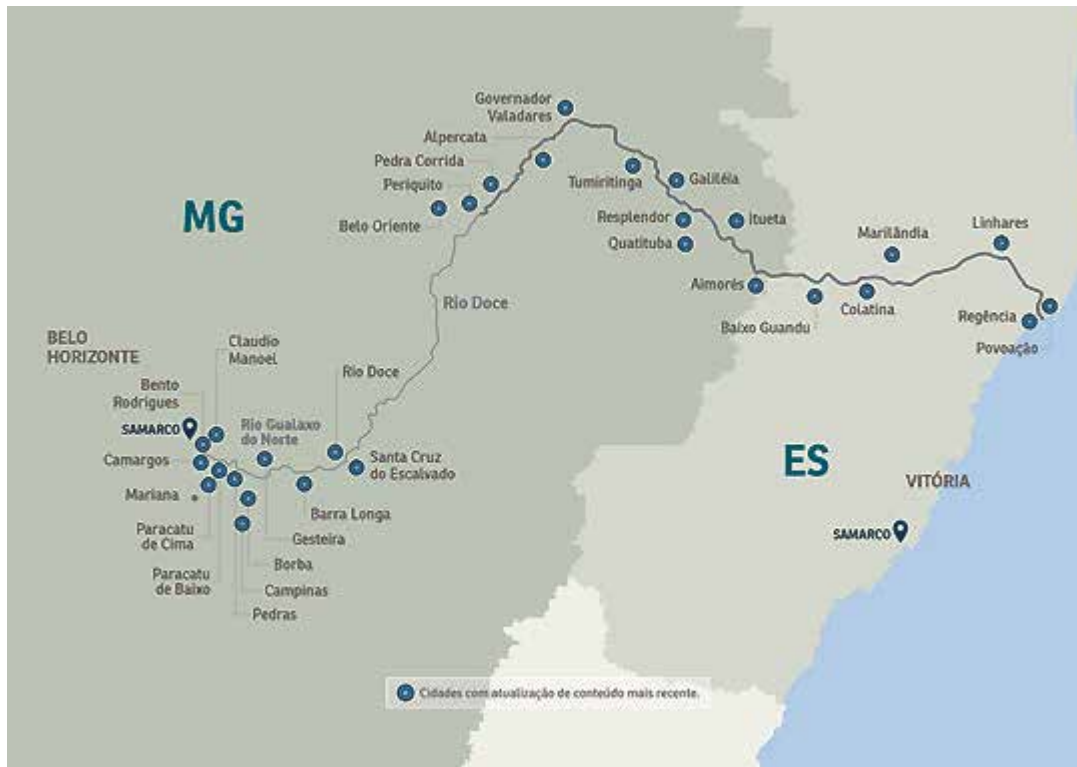 Governador
Valadares
Alpercata
Pedra Corrida
Periquito
Belo Oriente
MG
Tumiritinga
Galiléia
Resplendor
Itueta
Quatituba
Marilândia
Linhares
Aimorés
Colatina
Baixo Guandu
Regência
Povoação
Rio Doce
BELO
HORIZONTE
Claudio
Manoel
Rio Doce
Bento
Rodrigues
SAMARCO
Rio Gualaxo
do Norte
Camargos
Santa Cruz
do Escalvado
Mariana
Barra Longa
Paracatu
de Cima
Gesteira
Borba
Paracatu
de Baixo
Campinas
Pedras
ES
VITÓRIA
SAMARCO
Cidades com atualização de conteúdo mais recente.